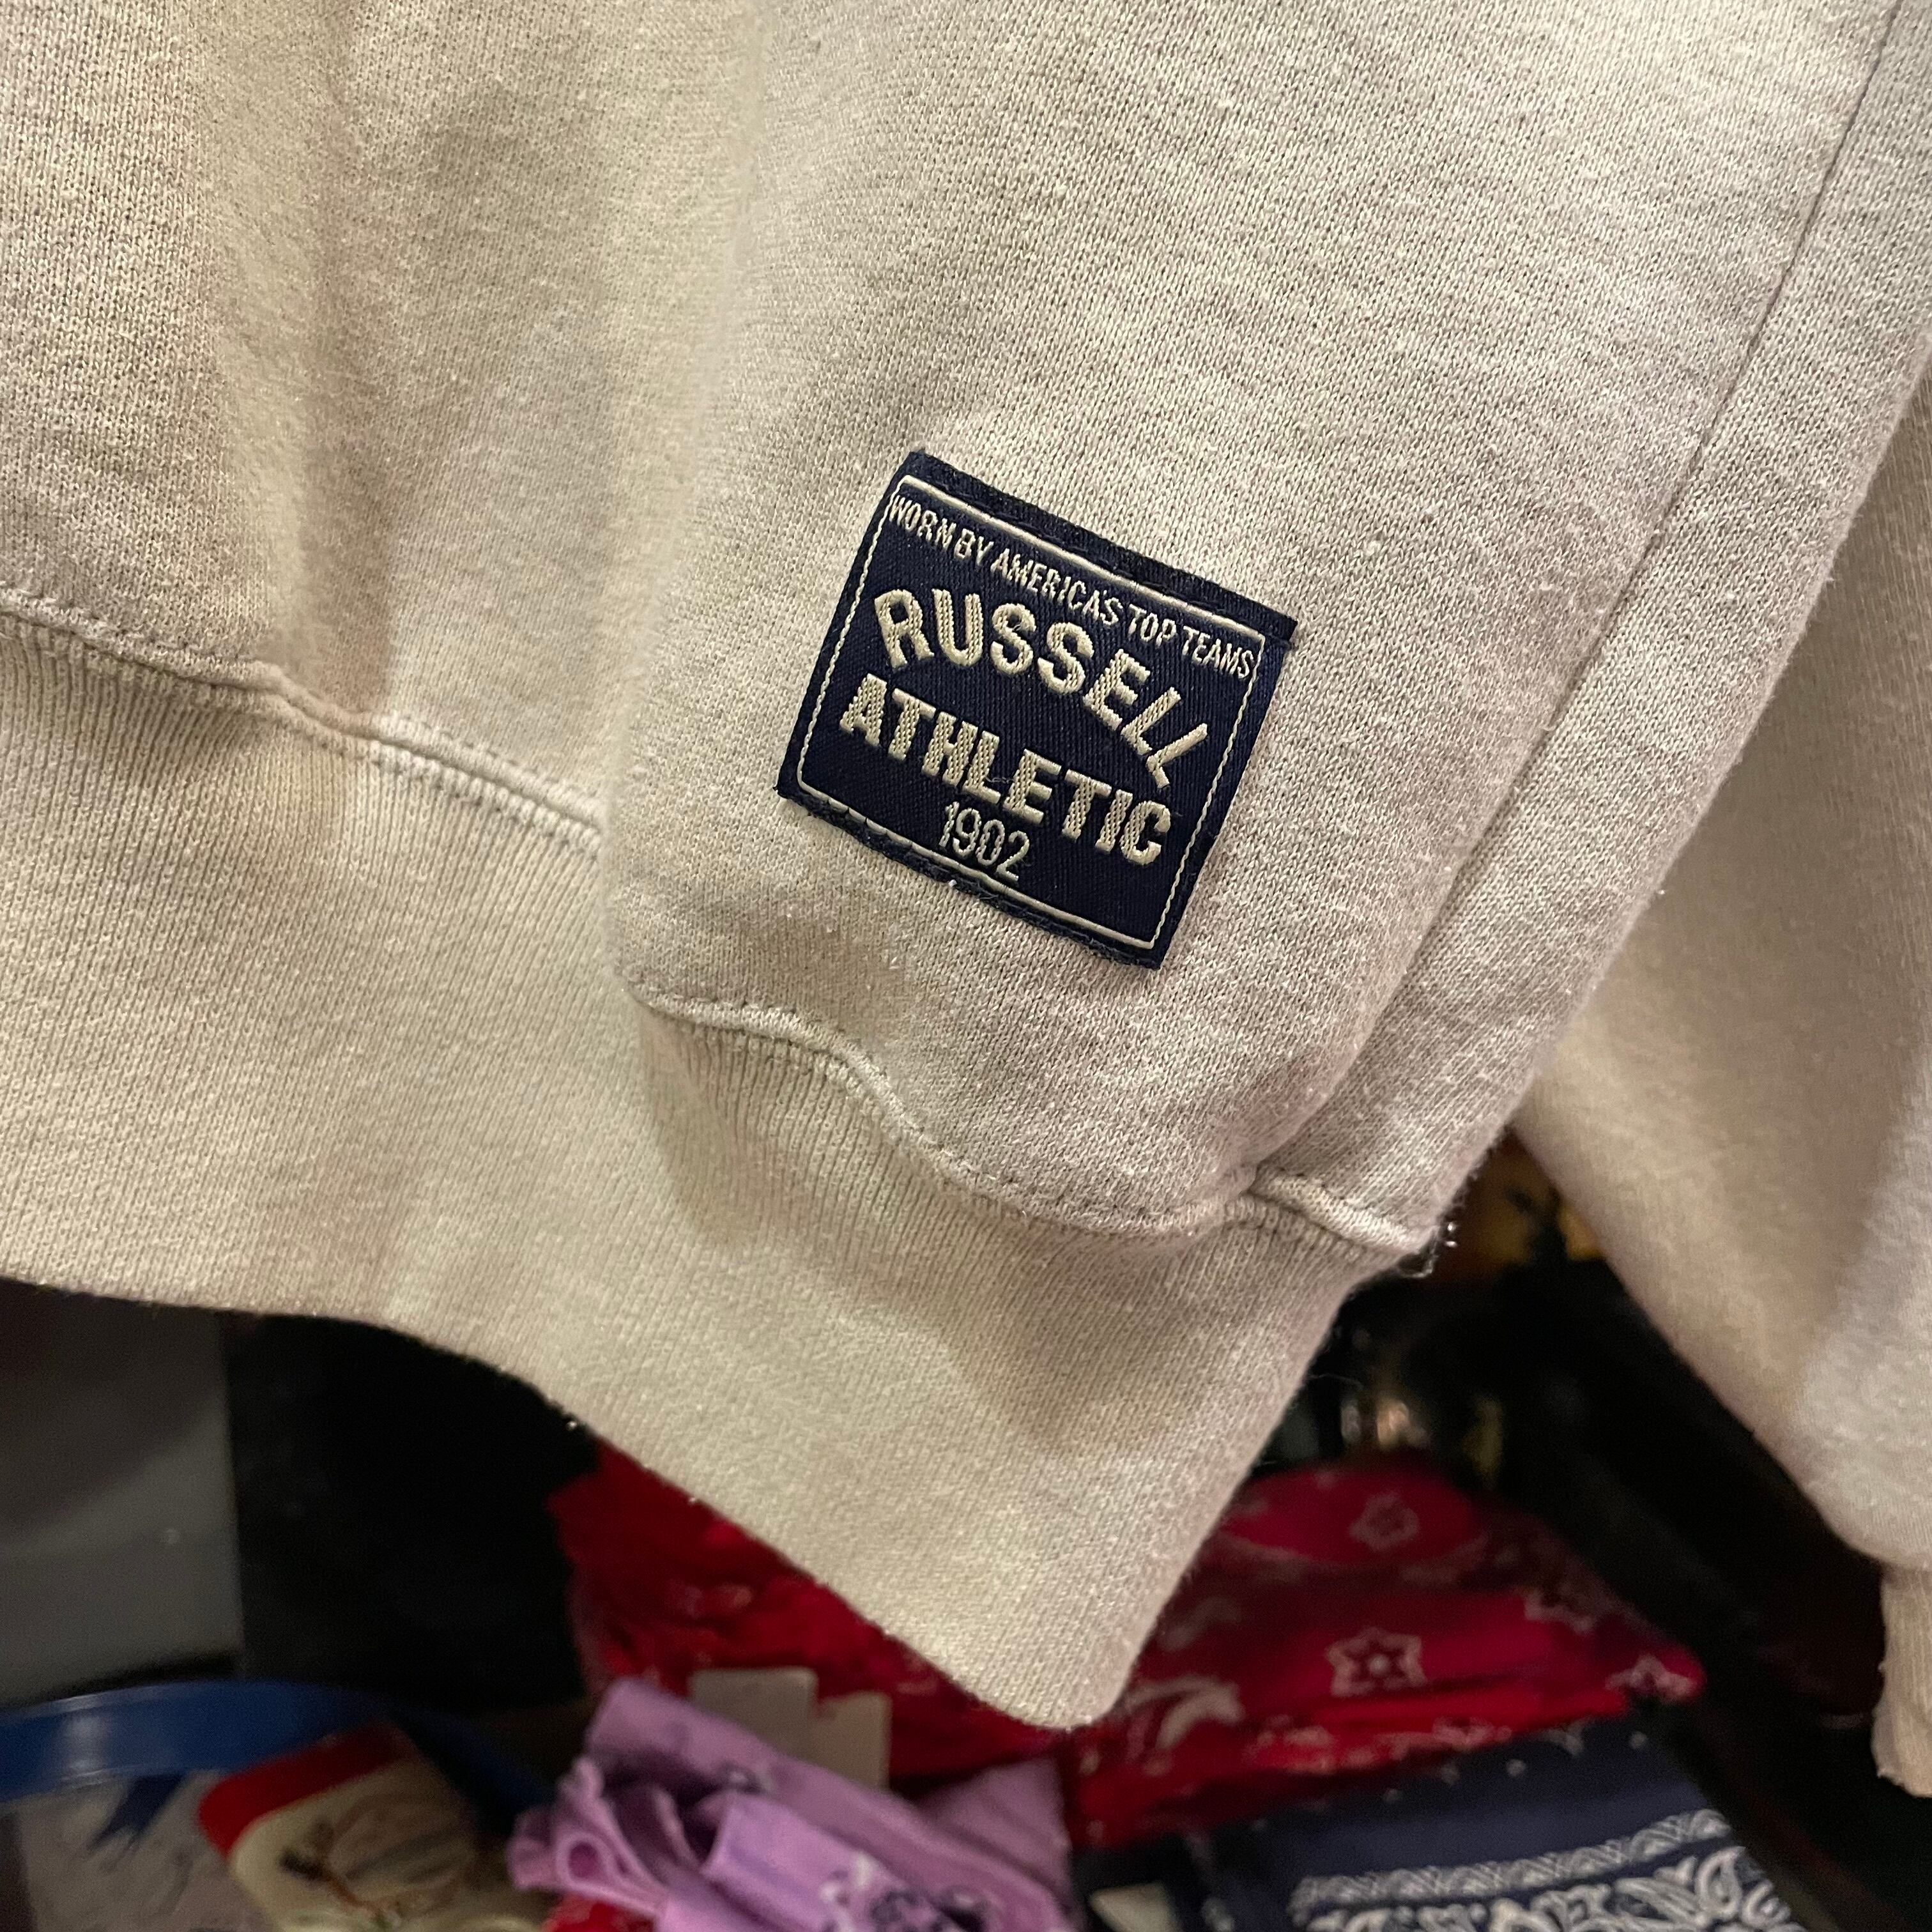 WORN BY AMERICA'S TOP TEAMS
RUSSELL
ATHLETIC
1902